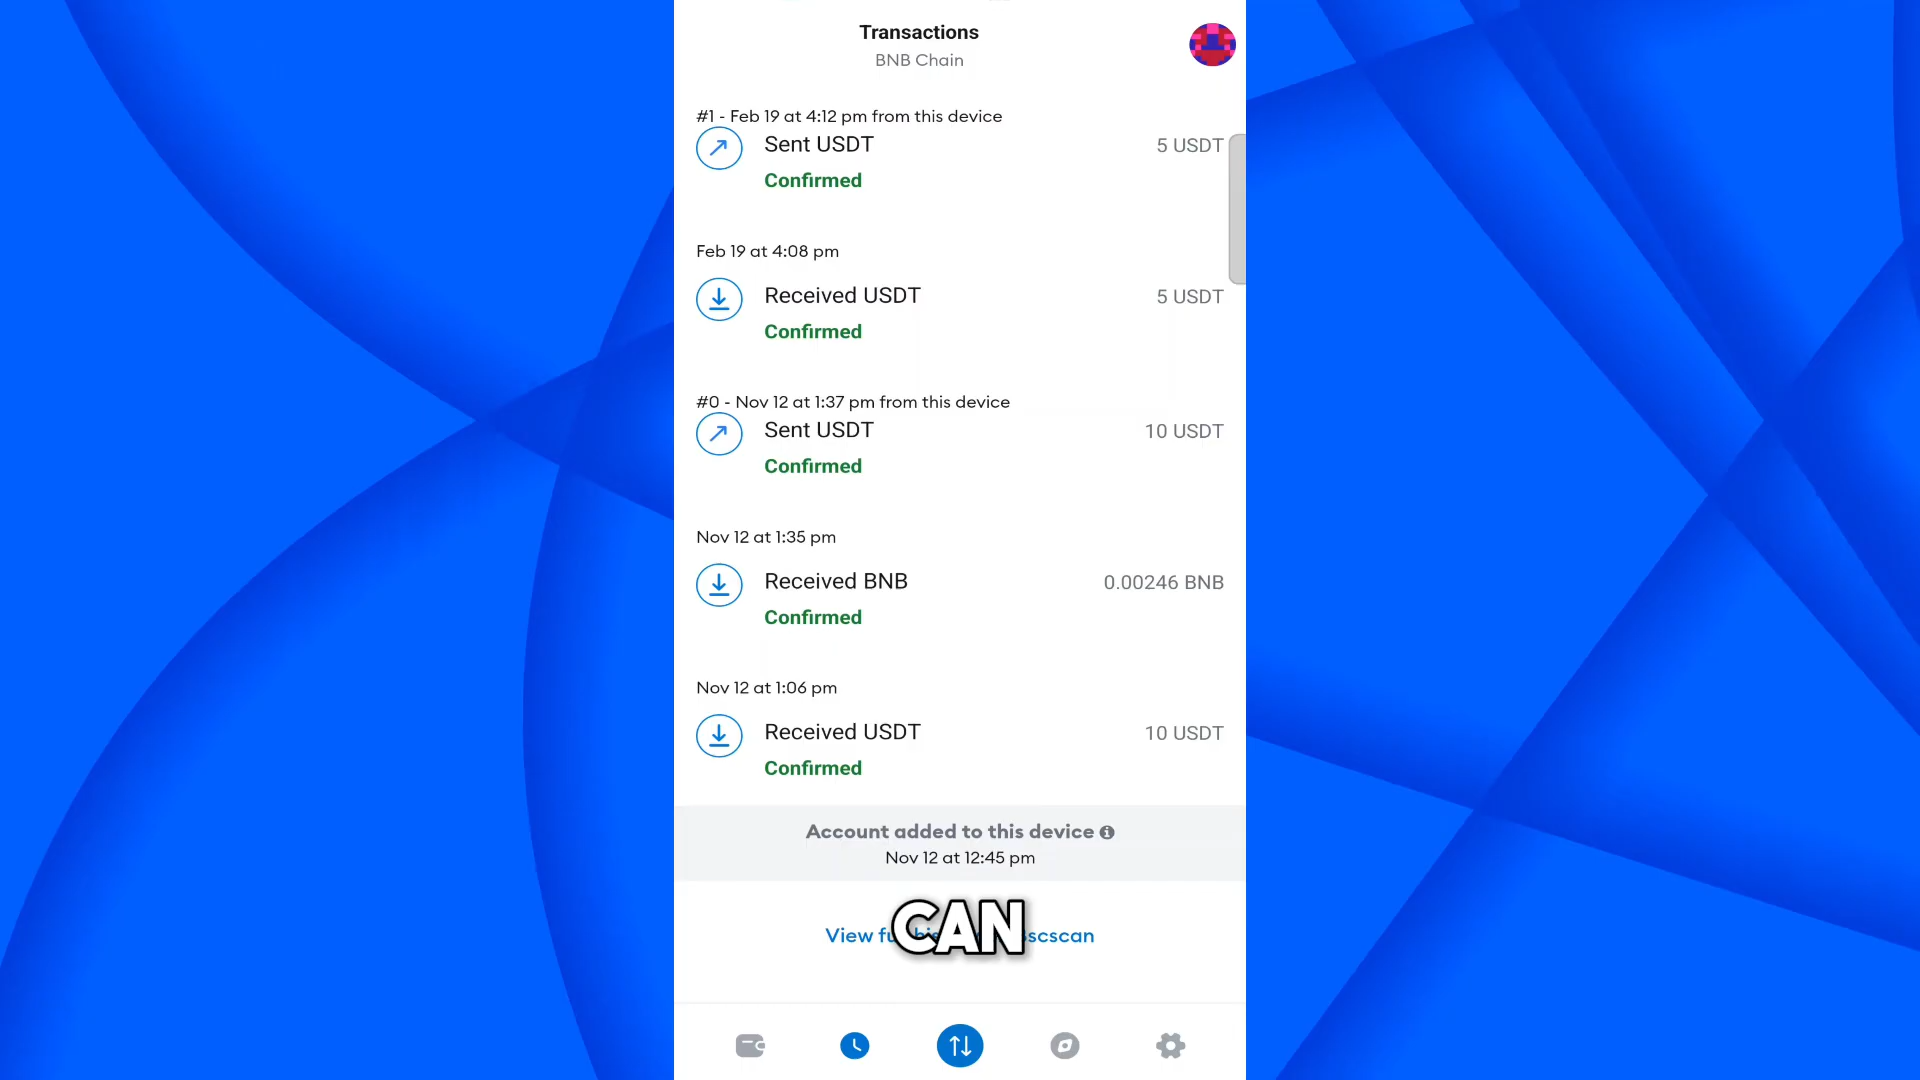 Transactions
BNB Chain
#1 - Feb 19 at 4:12 pm from this device
Sent USDT
5 USDT
Confirmed
Feb 19 at 4:08 pm
Received USDT
5 USDT
Confirmed
#0 - Nov 12 at 1:37 pm from this device
Sent USDT
10 USDT
Confirmed
Nov 12 at 1:35 pm
Received BNB
0.00246 BNB
Confirmed
Nov 12 at 1:06 pm
Received USDT
10 USDT
Confirmed
Account added to this device
Nov 12 at 12:45 pm
View
CAN